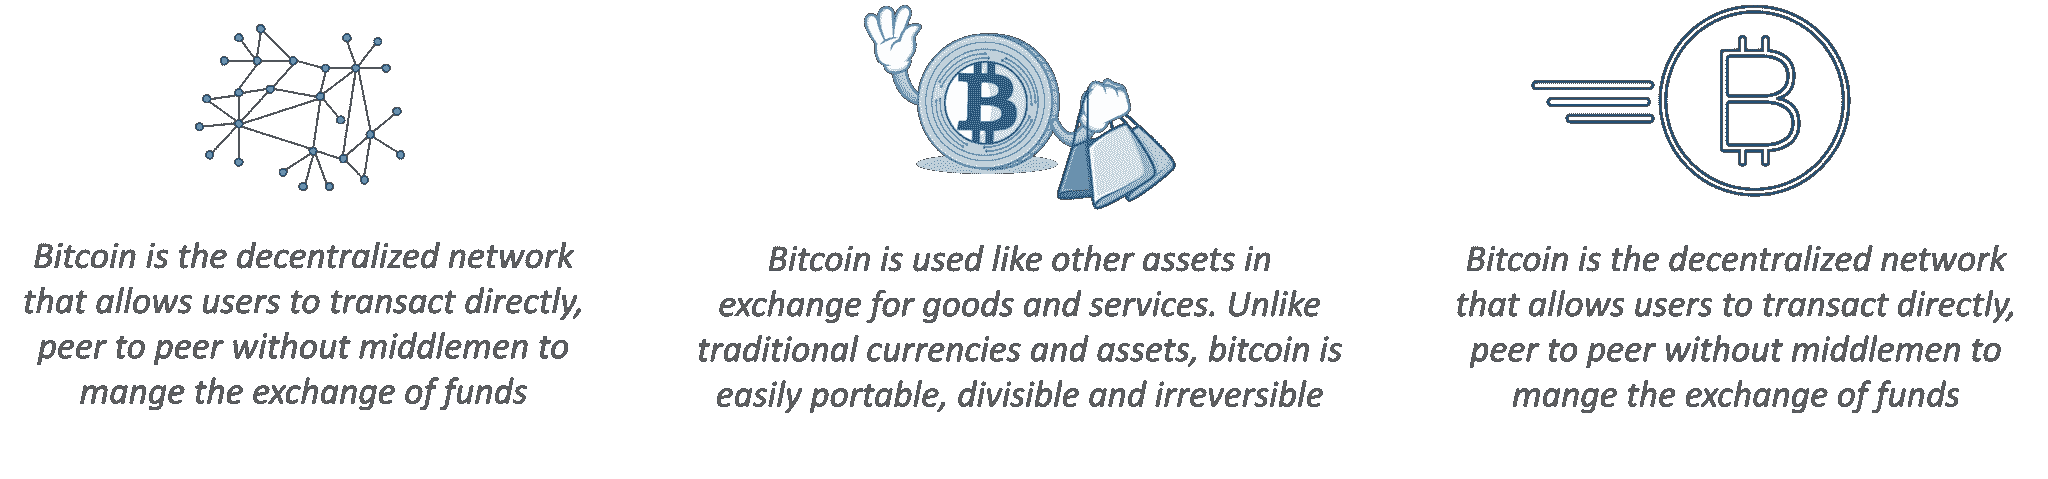 Bitcoin is the decentralized network
that allows users to transact directly,
peer to peer without middlemen to
mange the exchange of funds
Bitcoin is used like other assets in
exchange for goods and services. Unlike
traditional currencies and assets, bitcoin is
easily portable, divisible and irreversible
Bitcoin is the decentralized network
that allows users to transact directly,
peer to peer without middlemen to
mange the exchange of funds